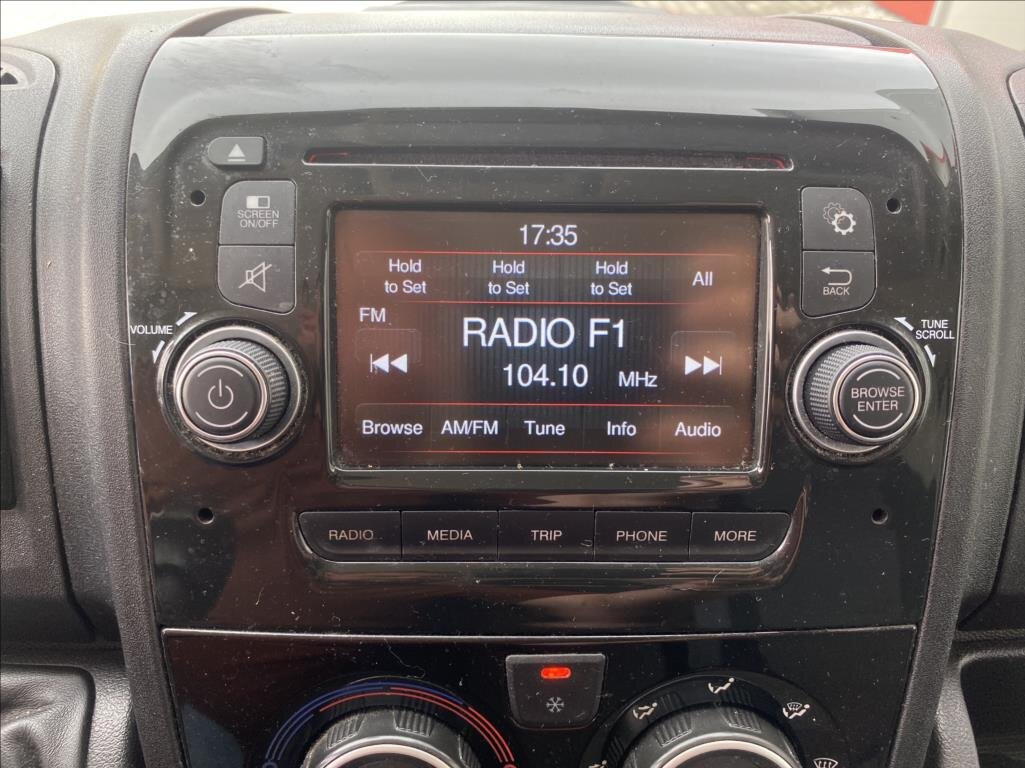 SCREEN
ON/OFF
BACK
VOLUME
TUNE
SCROLL
BROWSE
ENTER
17:35
Hold
to Set
Hold
to Set
Hold
to Set
All
FM
RADIO F1
104.10 MHz
Browse AM/FM Tune Info Audio
RADIO MEDIA TRIP PHONE MORE